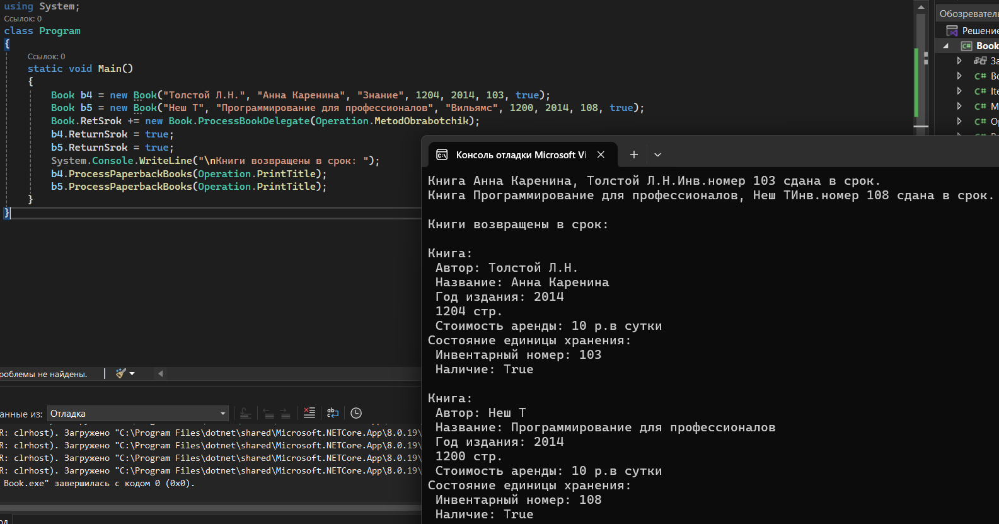 using System;
Ссылок: 0
class Program
{
Ссылок: 0
static void Main()
{
Book b4 = new Book("Толстой Л.Н.", "Анна Каренина", "Знание", 1204, 2014, 103, true);
Book b5 = new Book("Неш Т", "Программирование для профессионалов", "Вильямс", 1200, 2014, 108, true);
Book.RetSrok += new Book.ProcessBookDelegate(Operation.MetodObrabotchik);
b4.ReturnSrok = true;
b5.ReturnSrok = true;
System.Console.WriteLine("\nКниги возвращены в срок: ");
b4.ProcessPaperbackBooks(Operation.PrintTitle);
b5.ProcessPaperbackBooks(Operation.PrintTitle);
}
}
Обозреватель
Решение
Book
За
Ite
M
Op
Консоль отладки Microsoft Vi
Книга Анна Каренина, Толстой Л.Н.Инв.номер 103 сдана в срок.
Книга Программирование для профессионалов, Неш ТИнв.номер 108 сдана в срок.
Книги возвращены в срок:
Книга:
Автор: Толстой Л.Н.
Название: Анна Каренина
Год издания: 2014
1204 стр.
Стоимость аренды: 10 р.в сутки
Состояние единицы хранения:
Инвентарный номер: 103
Наличие: True
Книга:
Автор: Неш Т
Название: Программирование для профессионалов
Год издания: 2014
1200 стр.
Стоимость аренды: 10 р.в сутки
Состояние единицы хранения:
Инвентарный номер: 108
Наличие: True
роблемы не найдены.
анные из: Отладка
R: clrhost). Загружено "C:\Program Files\dotnet\shared\Microsoft.NETCore.App\8.0.19\
R: clrhost). Загружено "C:\Program Files\dotnet\shared\Microsoft.NETCore.App\8.0.19\
R: clrhost). Загружено "C:\Program Files\dotnet\shared\Microsoft.NETCore.App\8.0.19\
R: clrhost). Загружено "C:\Program Files\dotnet\shared\Microsoft.NETCore.App\8.0.19\
Book.exe" завершилась с кодом 0 (0x0).